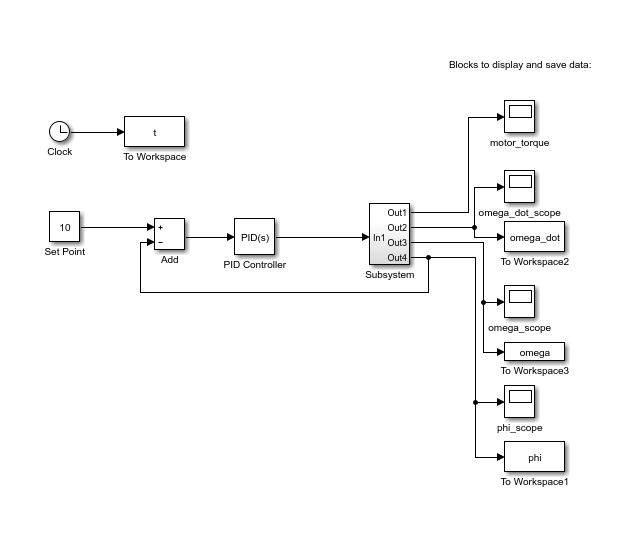 Blocks to display and save data:
motor_torque
t
Clock
To Workspace
omega_dot_scope
10
+
−
Set Point
Add
PID(s)
PID Controller
In1
Out1
Out2
Out3
Out4
Subsystem
omega_dot
To Workspace2
omega_scope
omega
To Workspace3
phi_scope
phi
To Workspace1